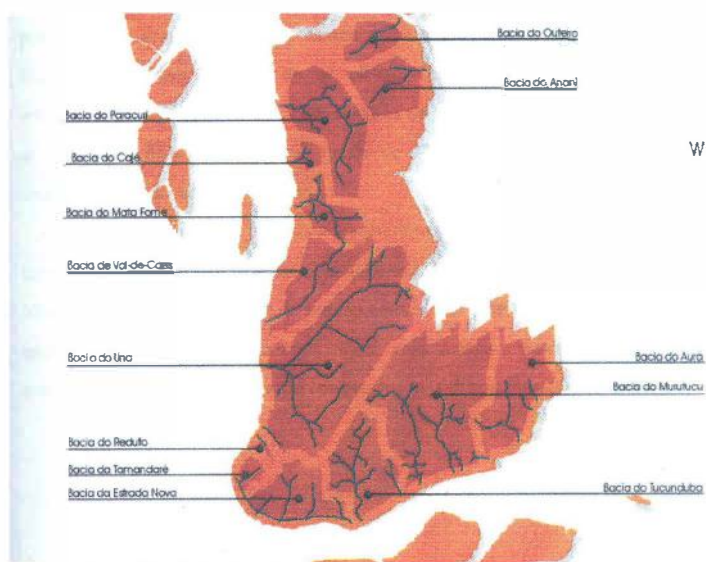 Bacia do Outeiro
Bacia do Anani
Bacia do Paracuri
Bacia do Cajé
W
Bacia do Mata Fome
Bacia de Val-de-Cães
Bacia do Una
Bacia do Aurá
Bacia do Murutucu
Bacia do Reduto
Bacia da Tamandaré
Bacia da Estrada Nova
Bacia do Tucunduba